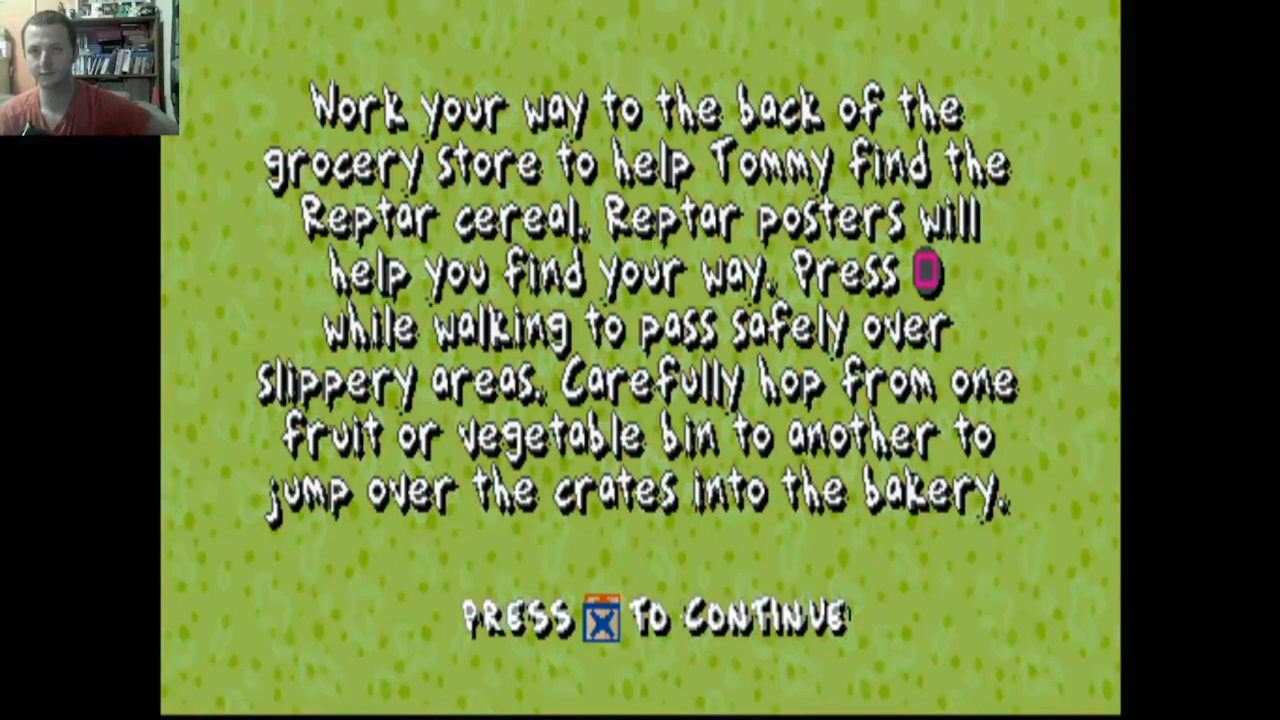 Work your way to the back of the
grocery store to help Tommy find the
Reptar cereal. Reptar posters will
help you find your way. Press
while walking to pass safely over
slippery areas. Carefully hop from one
fruit or vegetable bin to another to
jump over the crates into the bakery.
PRESS TO CONTINUE